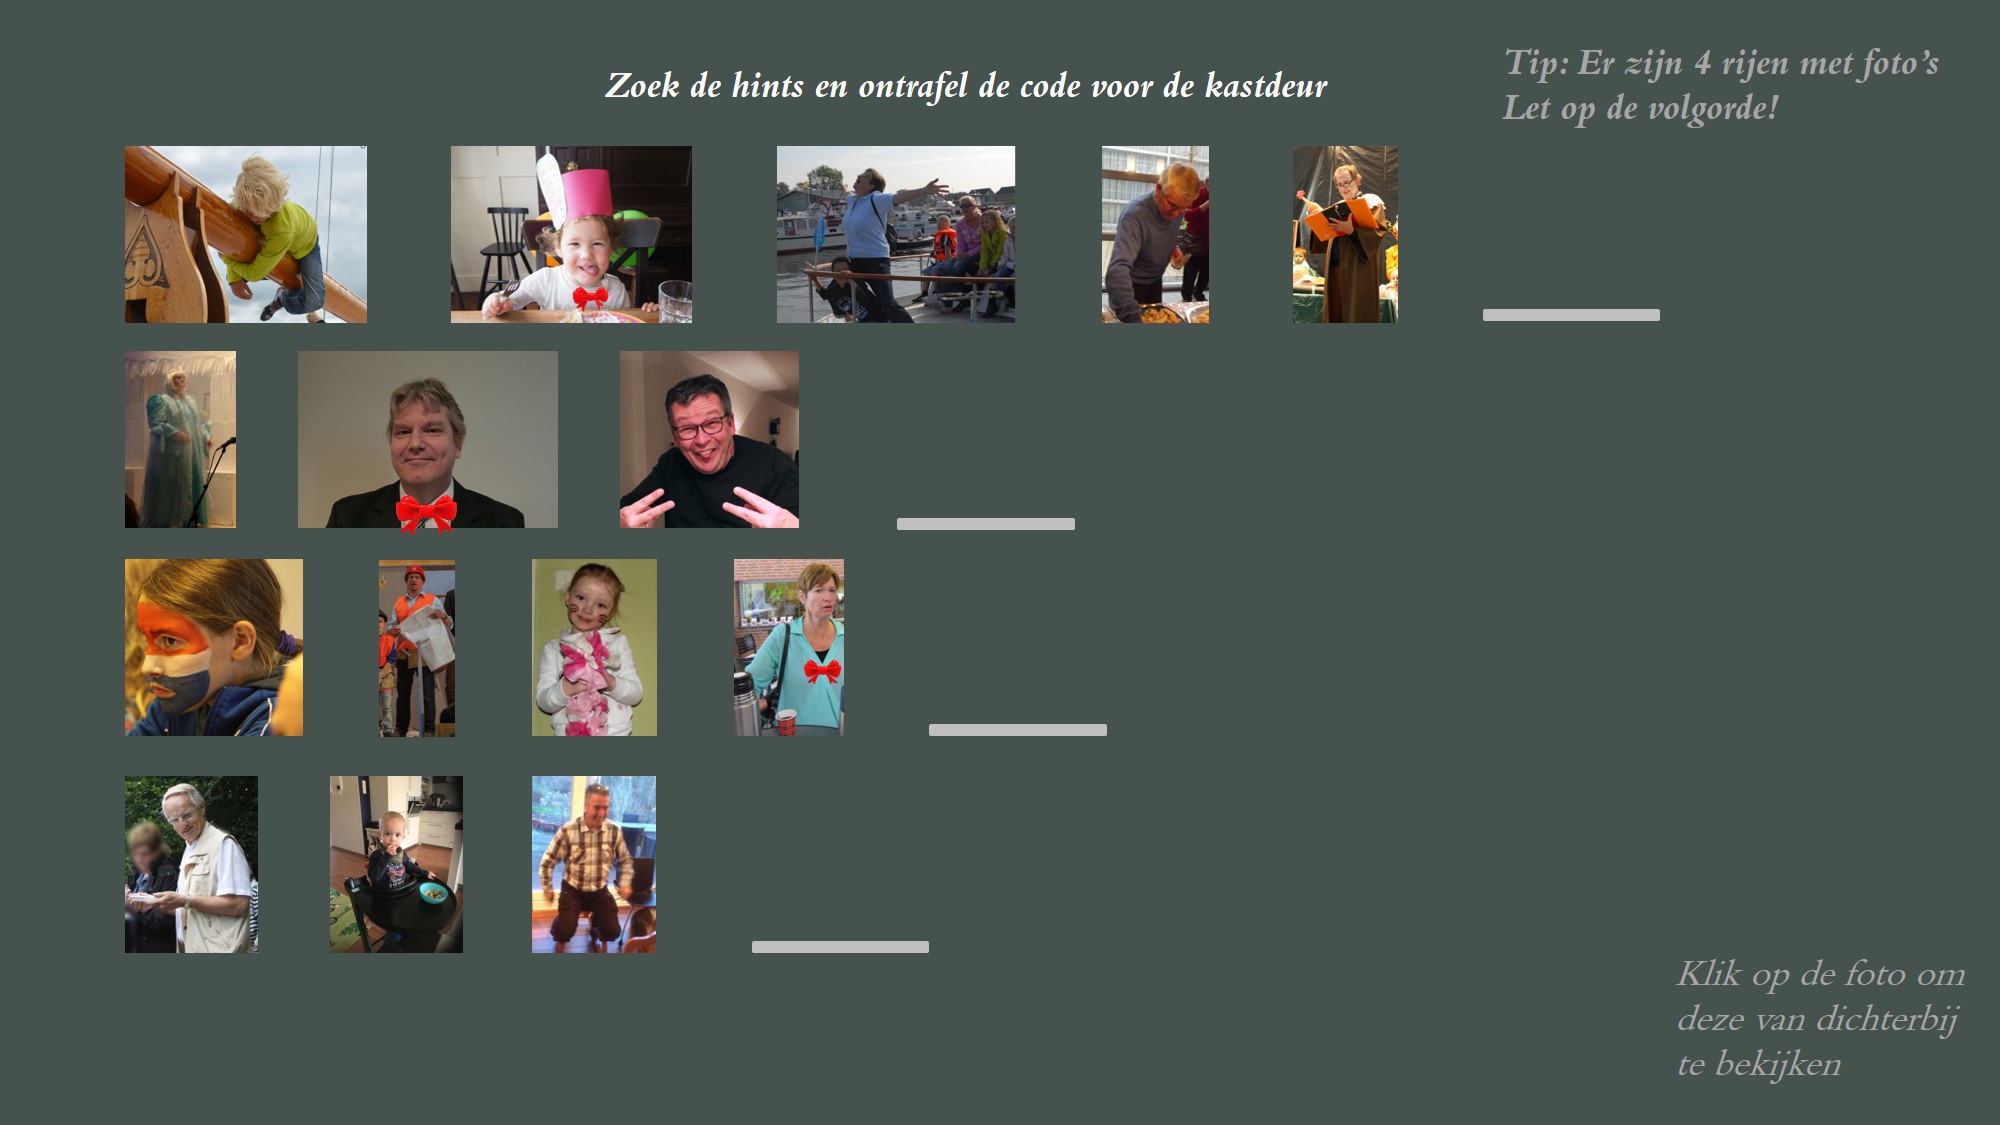 Zoek de hints en ontrafel de code voor de kastdeur
Tip: Er zijn 4 rijen met foto's
Let op de volgorde!
Klik op de foto om
deze van dichterbij
te bekijken